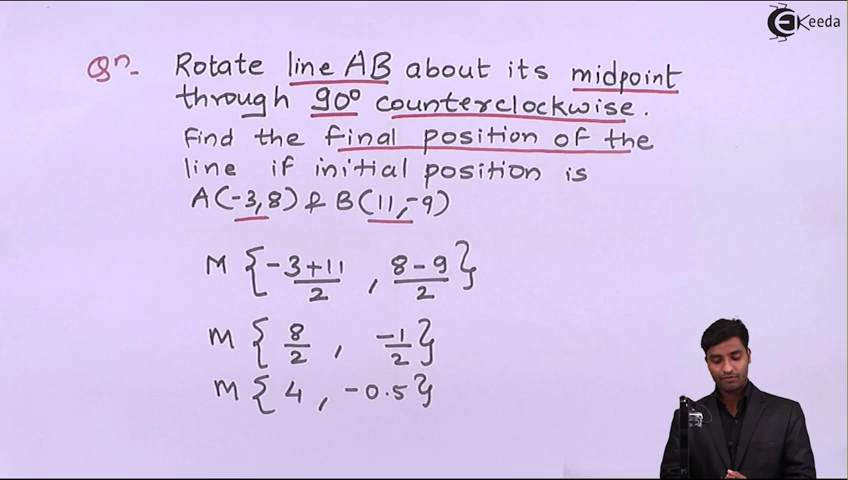 Keeda
Qn. Rotate line AB about its midpoint
through 90° counterclockwise.
Find the final position of the
line if initial position is
A(-3,8) & B(11,-9)
M { -3+11/2 , 8-9/2 }
M { 8/2 , -1/2 }
M { 4 , -0.5 }